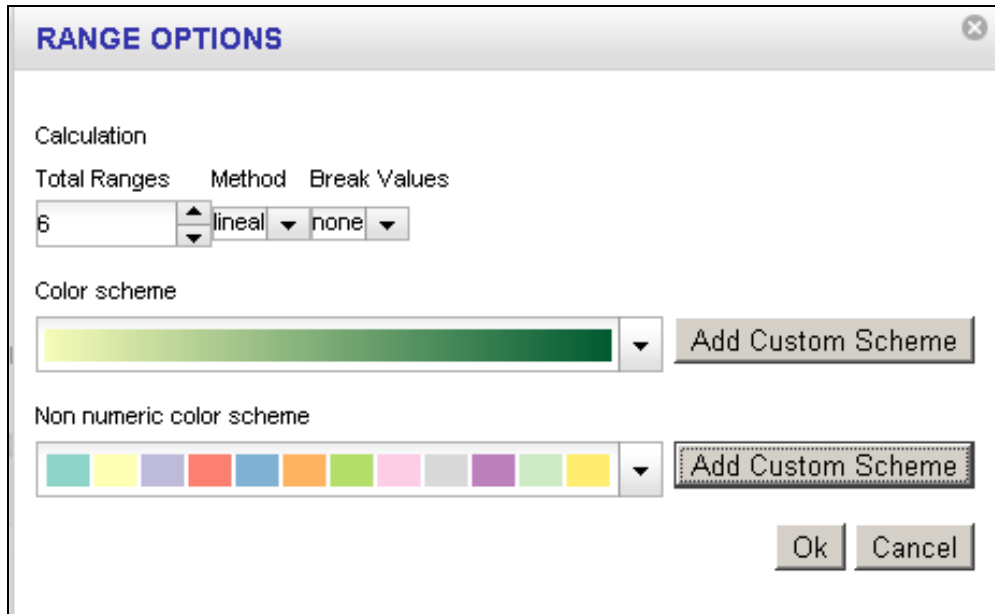 RANGE OPTIONS
Calculation
Total Ranges Method Break Values
6 lineal none
Color scheme
Add Custom Scheme
Non numeric color scheme
Add Custom Scheme
Ok Cancel